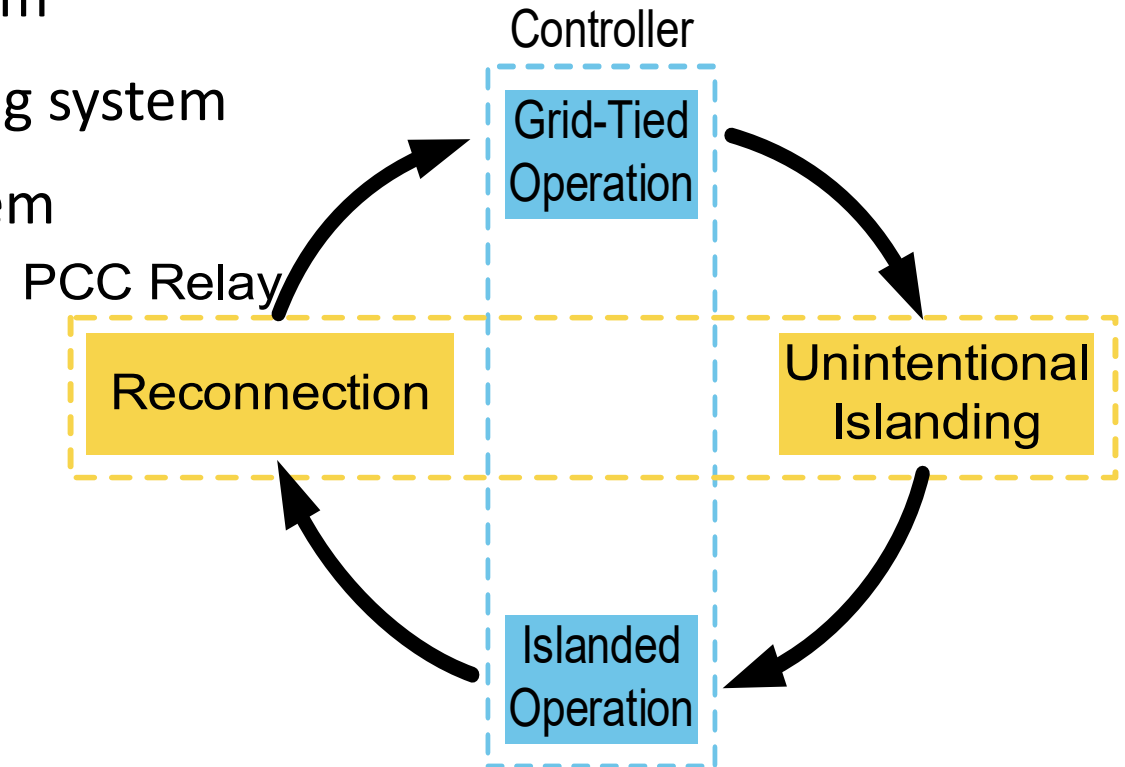 Controller
g system
Grid-Tied
Operation
PCC Relay
Reconnection
Unintentional
Islanding
Islanded
Operation